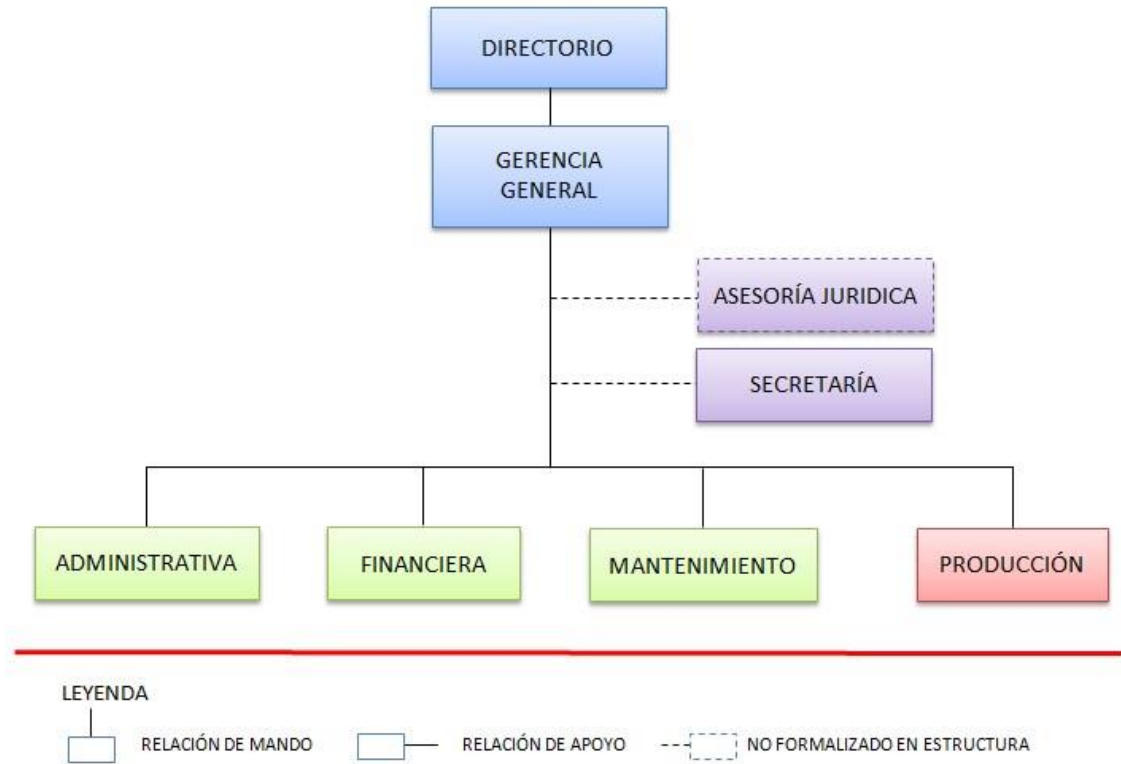 DIRECTORIO
GERENCIA
GENERAL
ASESORÍA JURIDICA
SECRETARÍA
ADMINISTRATIVA
FINANCIERA
MANTENIMIENTO
PRODUCCIÓN
LEYENDA
RELACIÓN DE MANDO
RELACIÓN DE APOYO
NO FORMALIZADO EN ESTRUCTURA